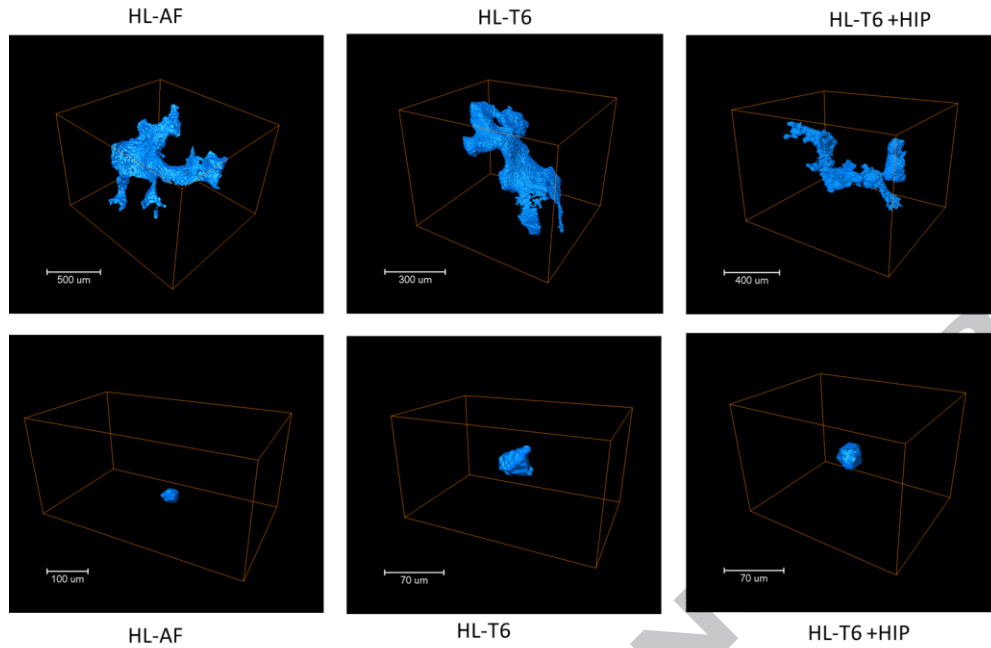 HL-AF
HL-T6
HL-T6 +HIP
500 um
300 um
400 um
100 um
70 um
70 um
HL-AF
HL-T6
HL-T6 +HIP